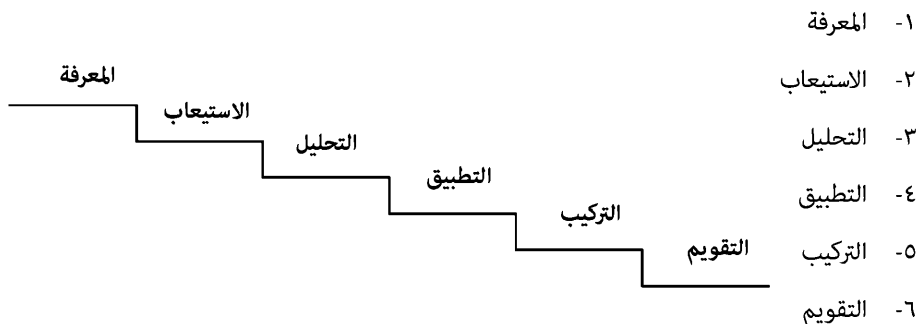 ١- المعرفة
٢- الاستيعاب
٣- التحليل
٤- التطبيق
٥- التركيب
٦- التقويم
المعرفة
الاستيعاب
التحليل
التطبيق
التركيب
التقويم